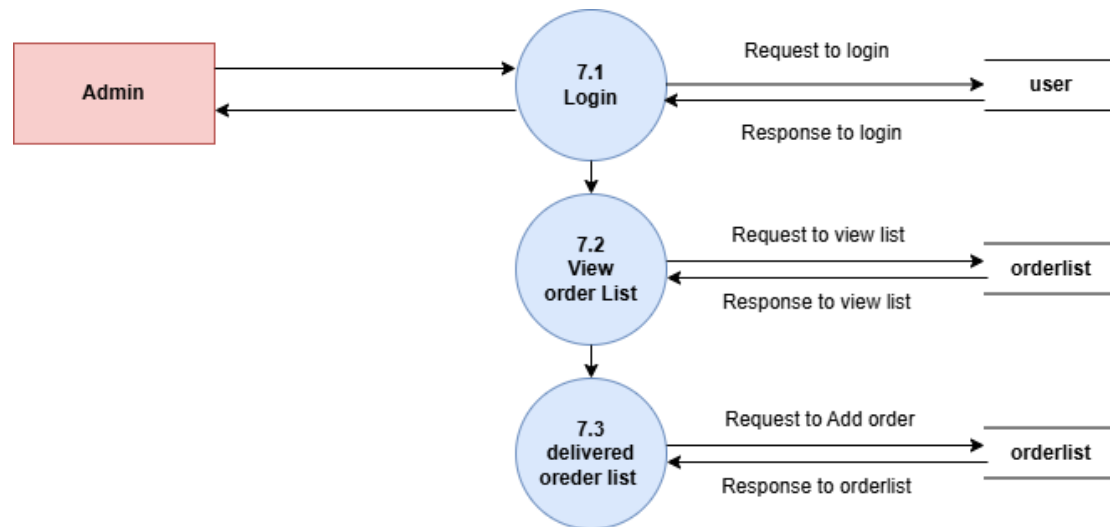 Admin
7.1
Login
Request to login
Response to login
user
7.2
View
order List
Request to view list
Response to view list
orderlist
7.3
delivered
oreder list
Request to Add order
Response to orderlist
orderlist